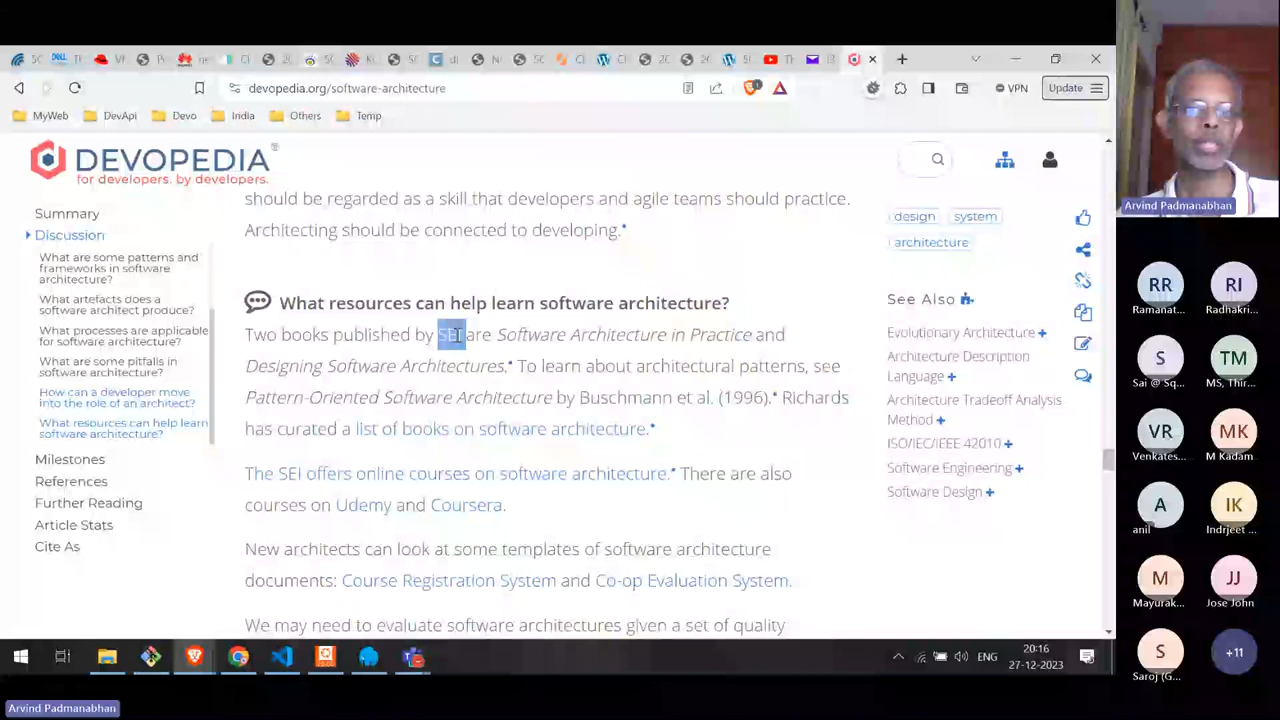 devopedia.org/software-architecture
VPN
Update
MyWeb
DevApi
Devo
India
Others
Temp
DEVOPEDIA
for developers. by developers.
Summary
Discussion
What are some patterns and
frameworks in software
architecture?
What artefacts does a
software architect produce?
What processes are applicable
for software architecture?
What are some pitfalls in
software architecture?
How can a developer move
into the role of an architect?
What resources can help learn
software architecture?
Milestones
References
Further Reading
Article Stats
Cite As
should be regarded as a skill that developers and agile teams should practice.
Architecting should be connected to developing.
What resources can help learn software architecture?
Two books published by SEI are Software Architecture in Practice and
Designing Software Architectures. To learn about architectural patterns, see
Pattern-Oriented Software Architecture by Buschmann et al. (1996). Richards
has curated a list of books on software architecture.
The SEI offers online courses on software architecture. There are also
courses on Udemy and Coursera.
New architects can look at some templates of software architecture
documents: Course Registration System and Co-op Evaluation System.
We may need to evaluate software architectures given a set of quality
design system
architecture
See Also
Evolutionary Architecture +
Architecture Description
Language +
Architecture Tradeoff Analysis
Method +
ISO/IEC/IEEE 42010 +
Software Engineering +
Software Design +
Arvind Padmanabhan
RR
Ramanat...
RI
Radhakri...
S
Sai @ Sq...
TM
MS, Thir...
VR
Venkates...
MK
M Kadam...
A
anil
IK
Indrjeet ...
M
Mayurak...
JJ
Jose John
S
Saroj (G...
+11
ENG
20:16
27-12-2023
Arvind Padmanabhan